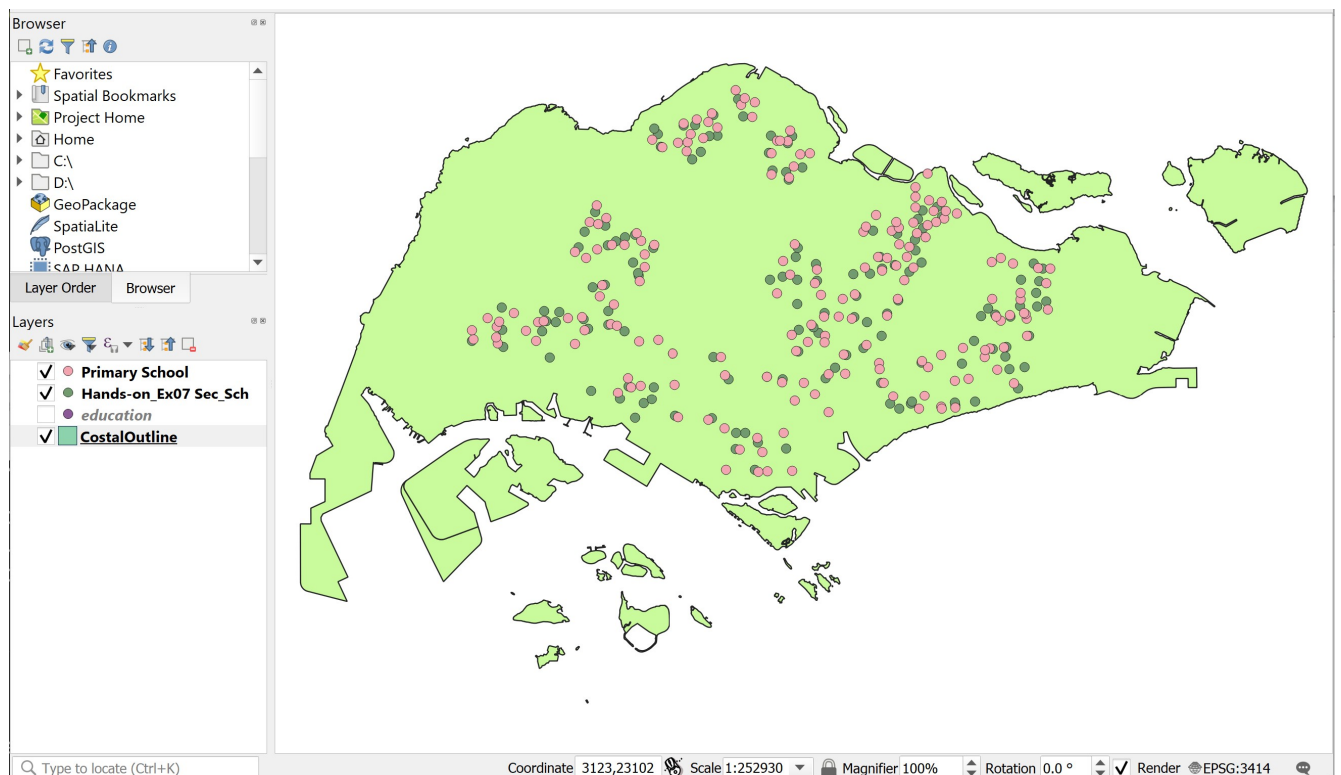 Browser
Favorites
Spatial Bookmarks
Project Home
Home
C:\
D:\
GeoPackage
SpatiaLite
PostGIS
SAP HANA
Layer Order Browser
Layers
Primary School
Hands-on_Ex07 Sec_Sch
education
CostalOutline
Type to locate (Ctrl+K) Coordinate 3123,23102 Scale 1:252930 Magnifier 100% Rotation 0.0 ° Render EPSG:3414